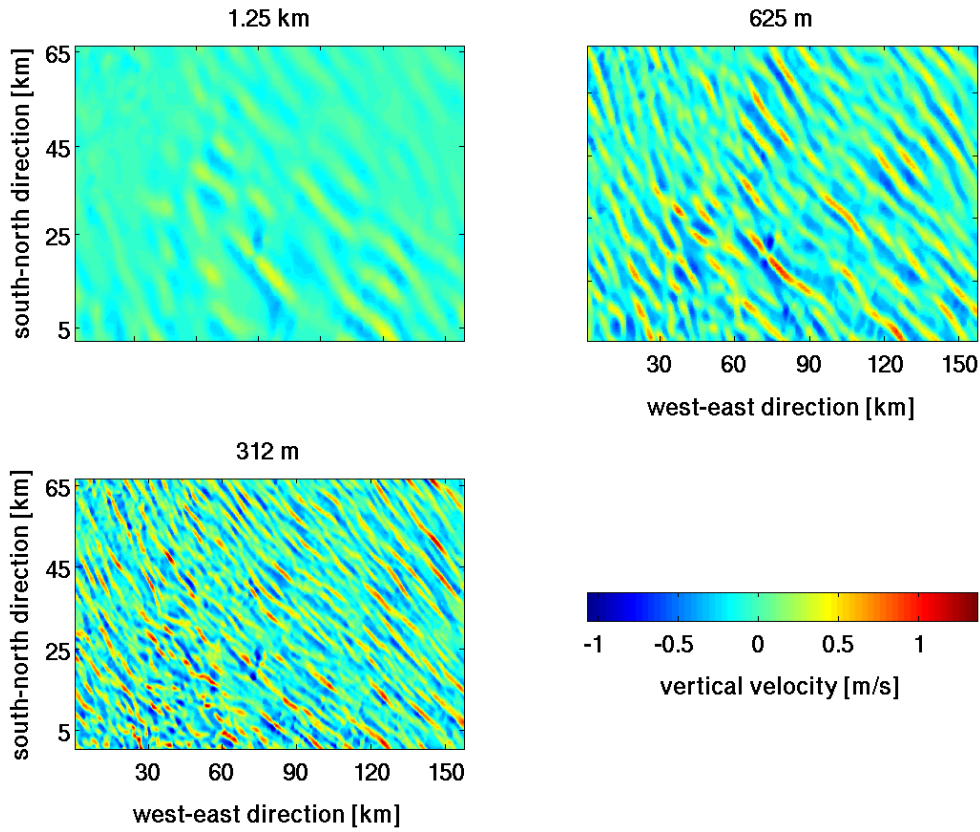 1.25 km
625 m
south-north direction [km]
65
45
25
5
30 60 90 120 150
west-east direction [km]
312 m
south-north direction [km]
65
45
25
5
30 60 90 120 150
west-east direction [km]
-1 -0.5 0 0.5 1
vertical velocity [m/s]